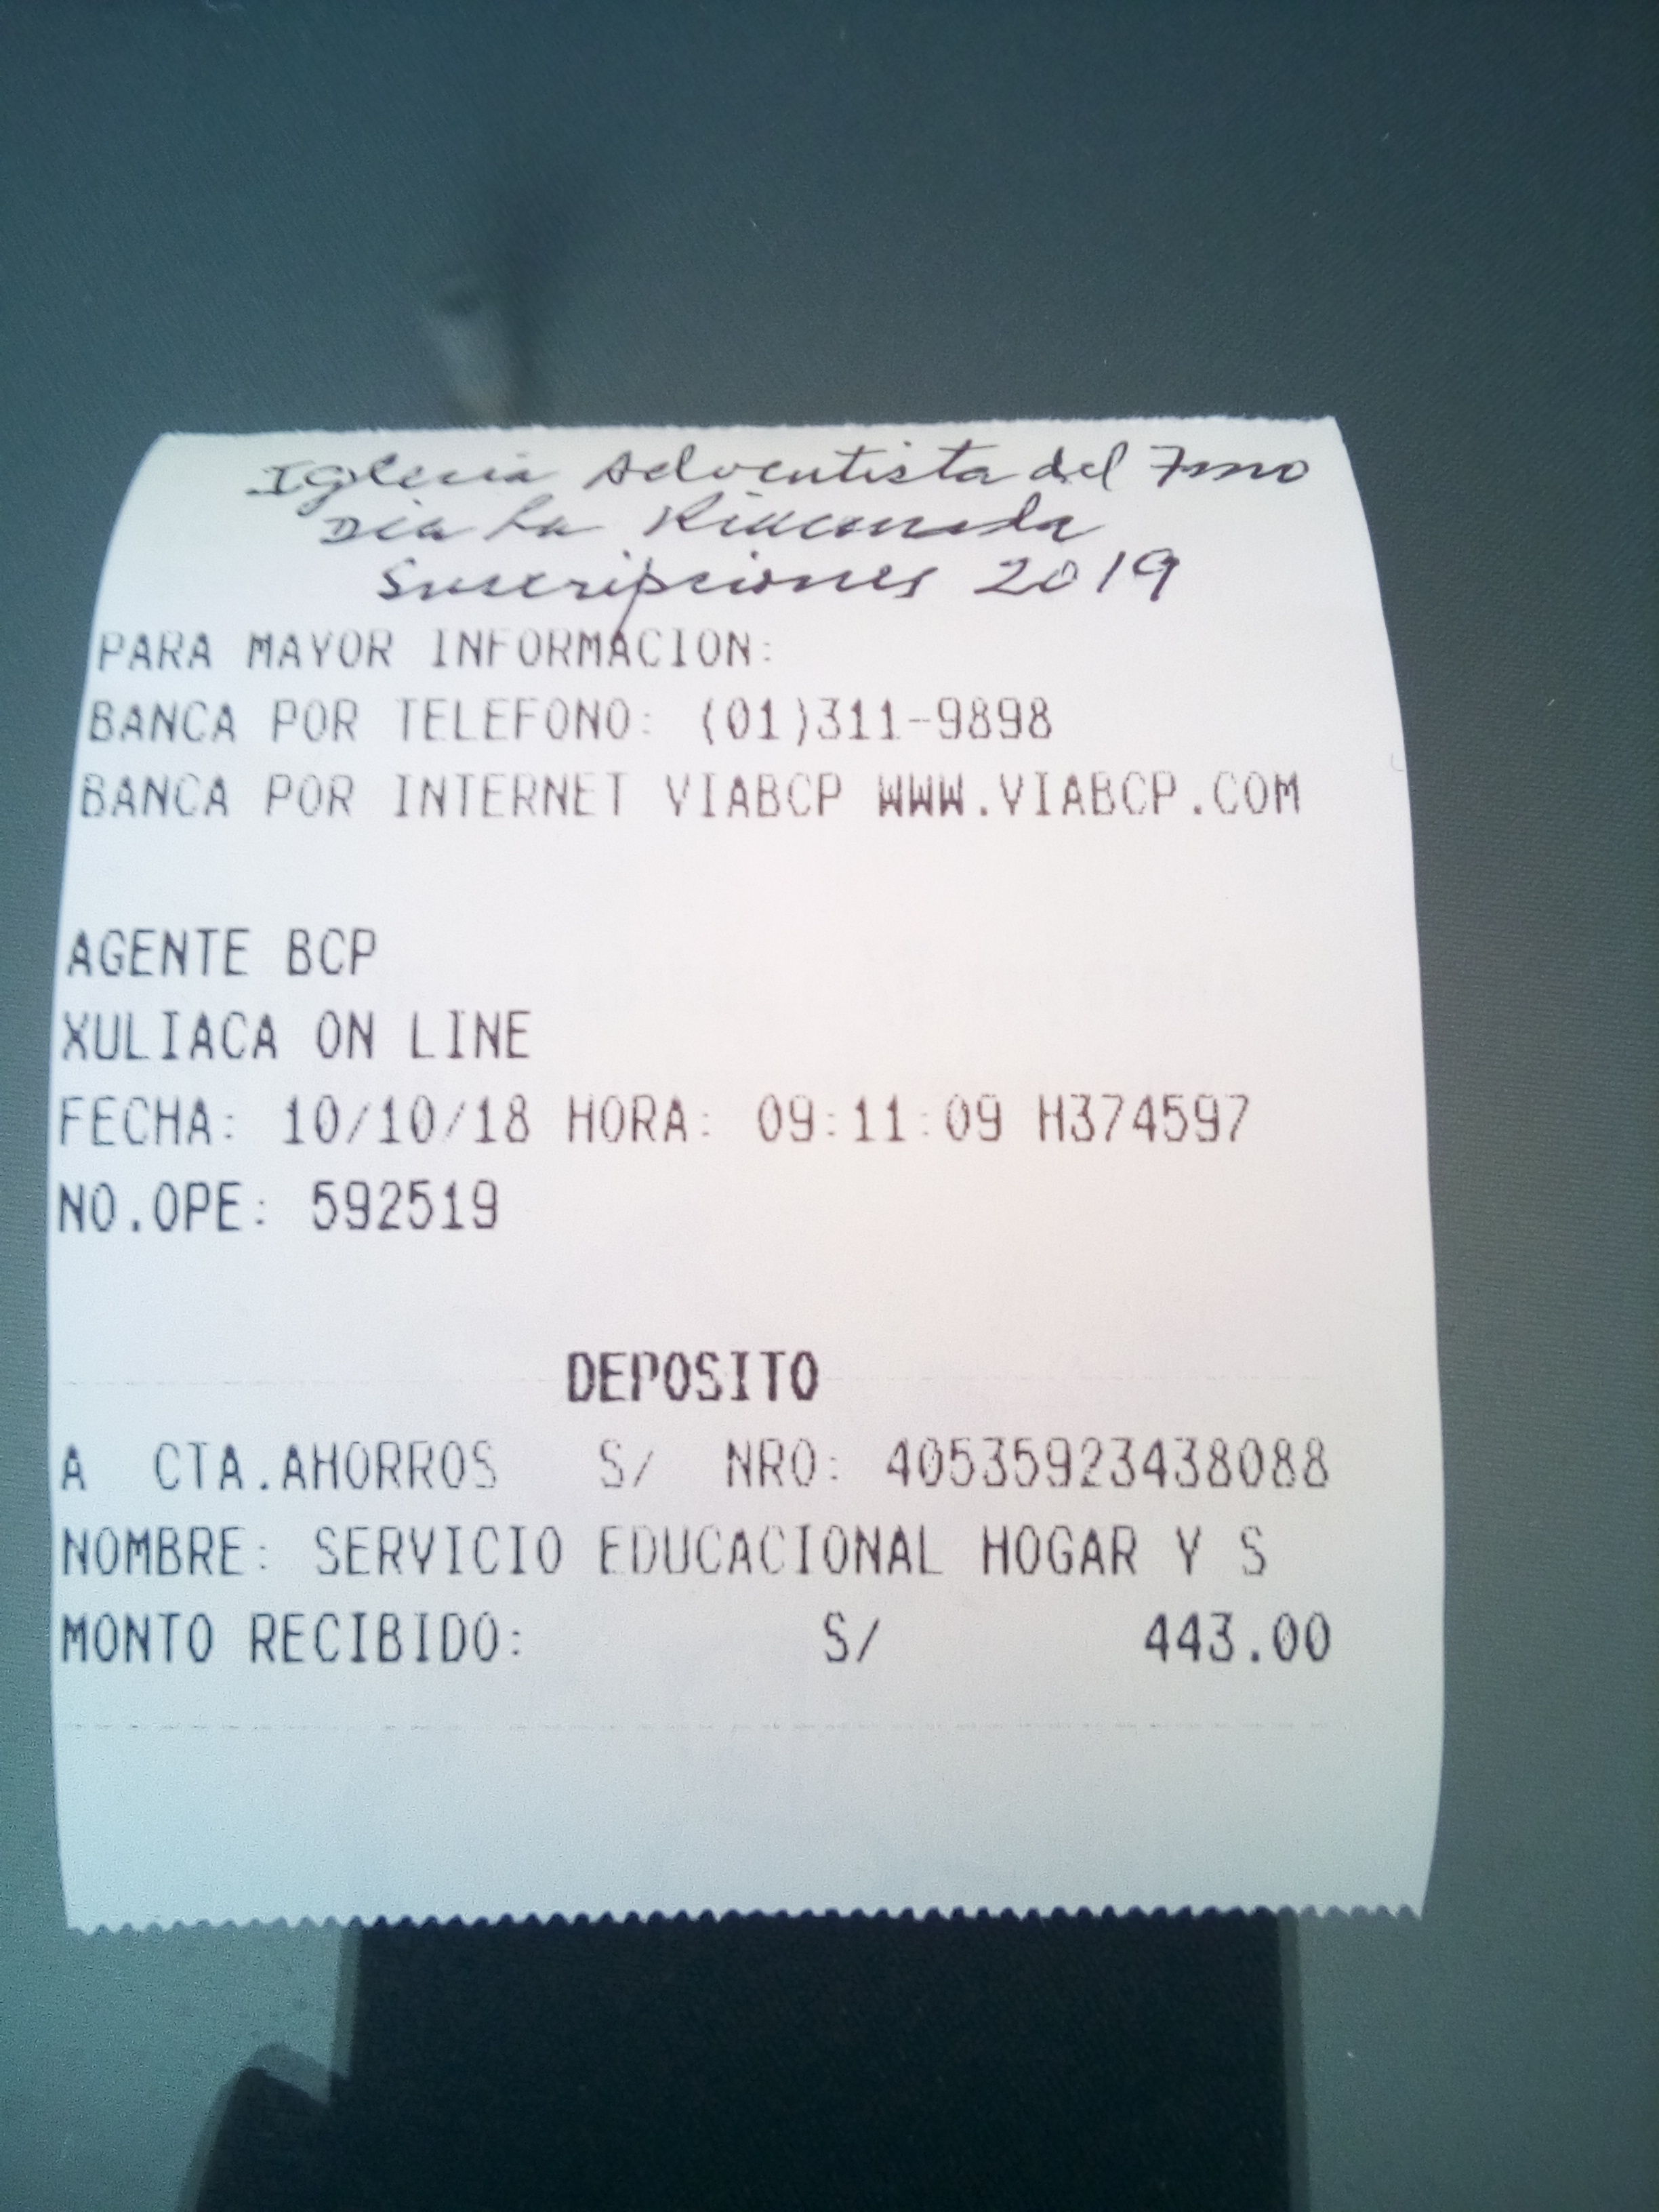 Iglesia Adventista del 7mo
Dia La Rinconada
Suscripciones 2019
PARA MAYOR INFORMACION:
BANCA POR TELEFONO: (01)311-9898
BANCA POR INTERNET VIABCP WWW.VIABCP.COM
AGENTE BCP
XULIACA ON LINE
FECHA: 10/10/18 HORA: 09:11:09 H374597
NO.OPE: 592519
DEPOSITO
A CTA.AHORROS S/ NRO: 40535923438088
NOMBRE: SERVICIO EDUCACIONAL HOGAR Y S
MONTO RECIBIDO: S/ 443.00